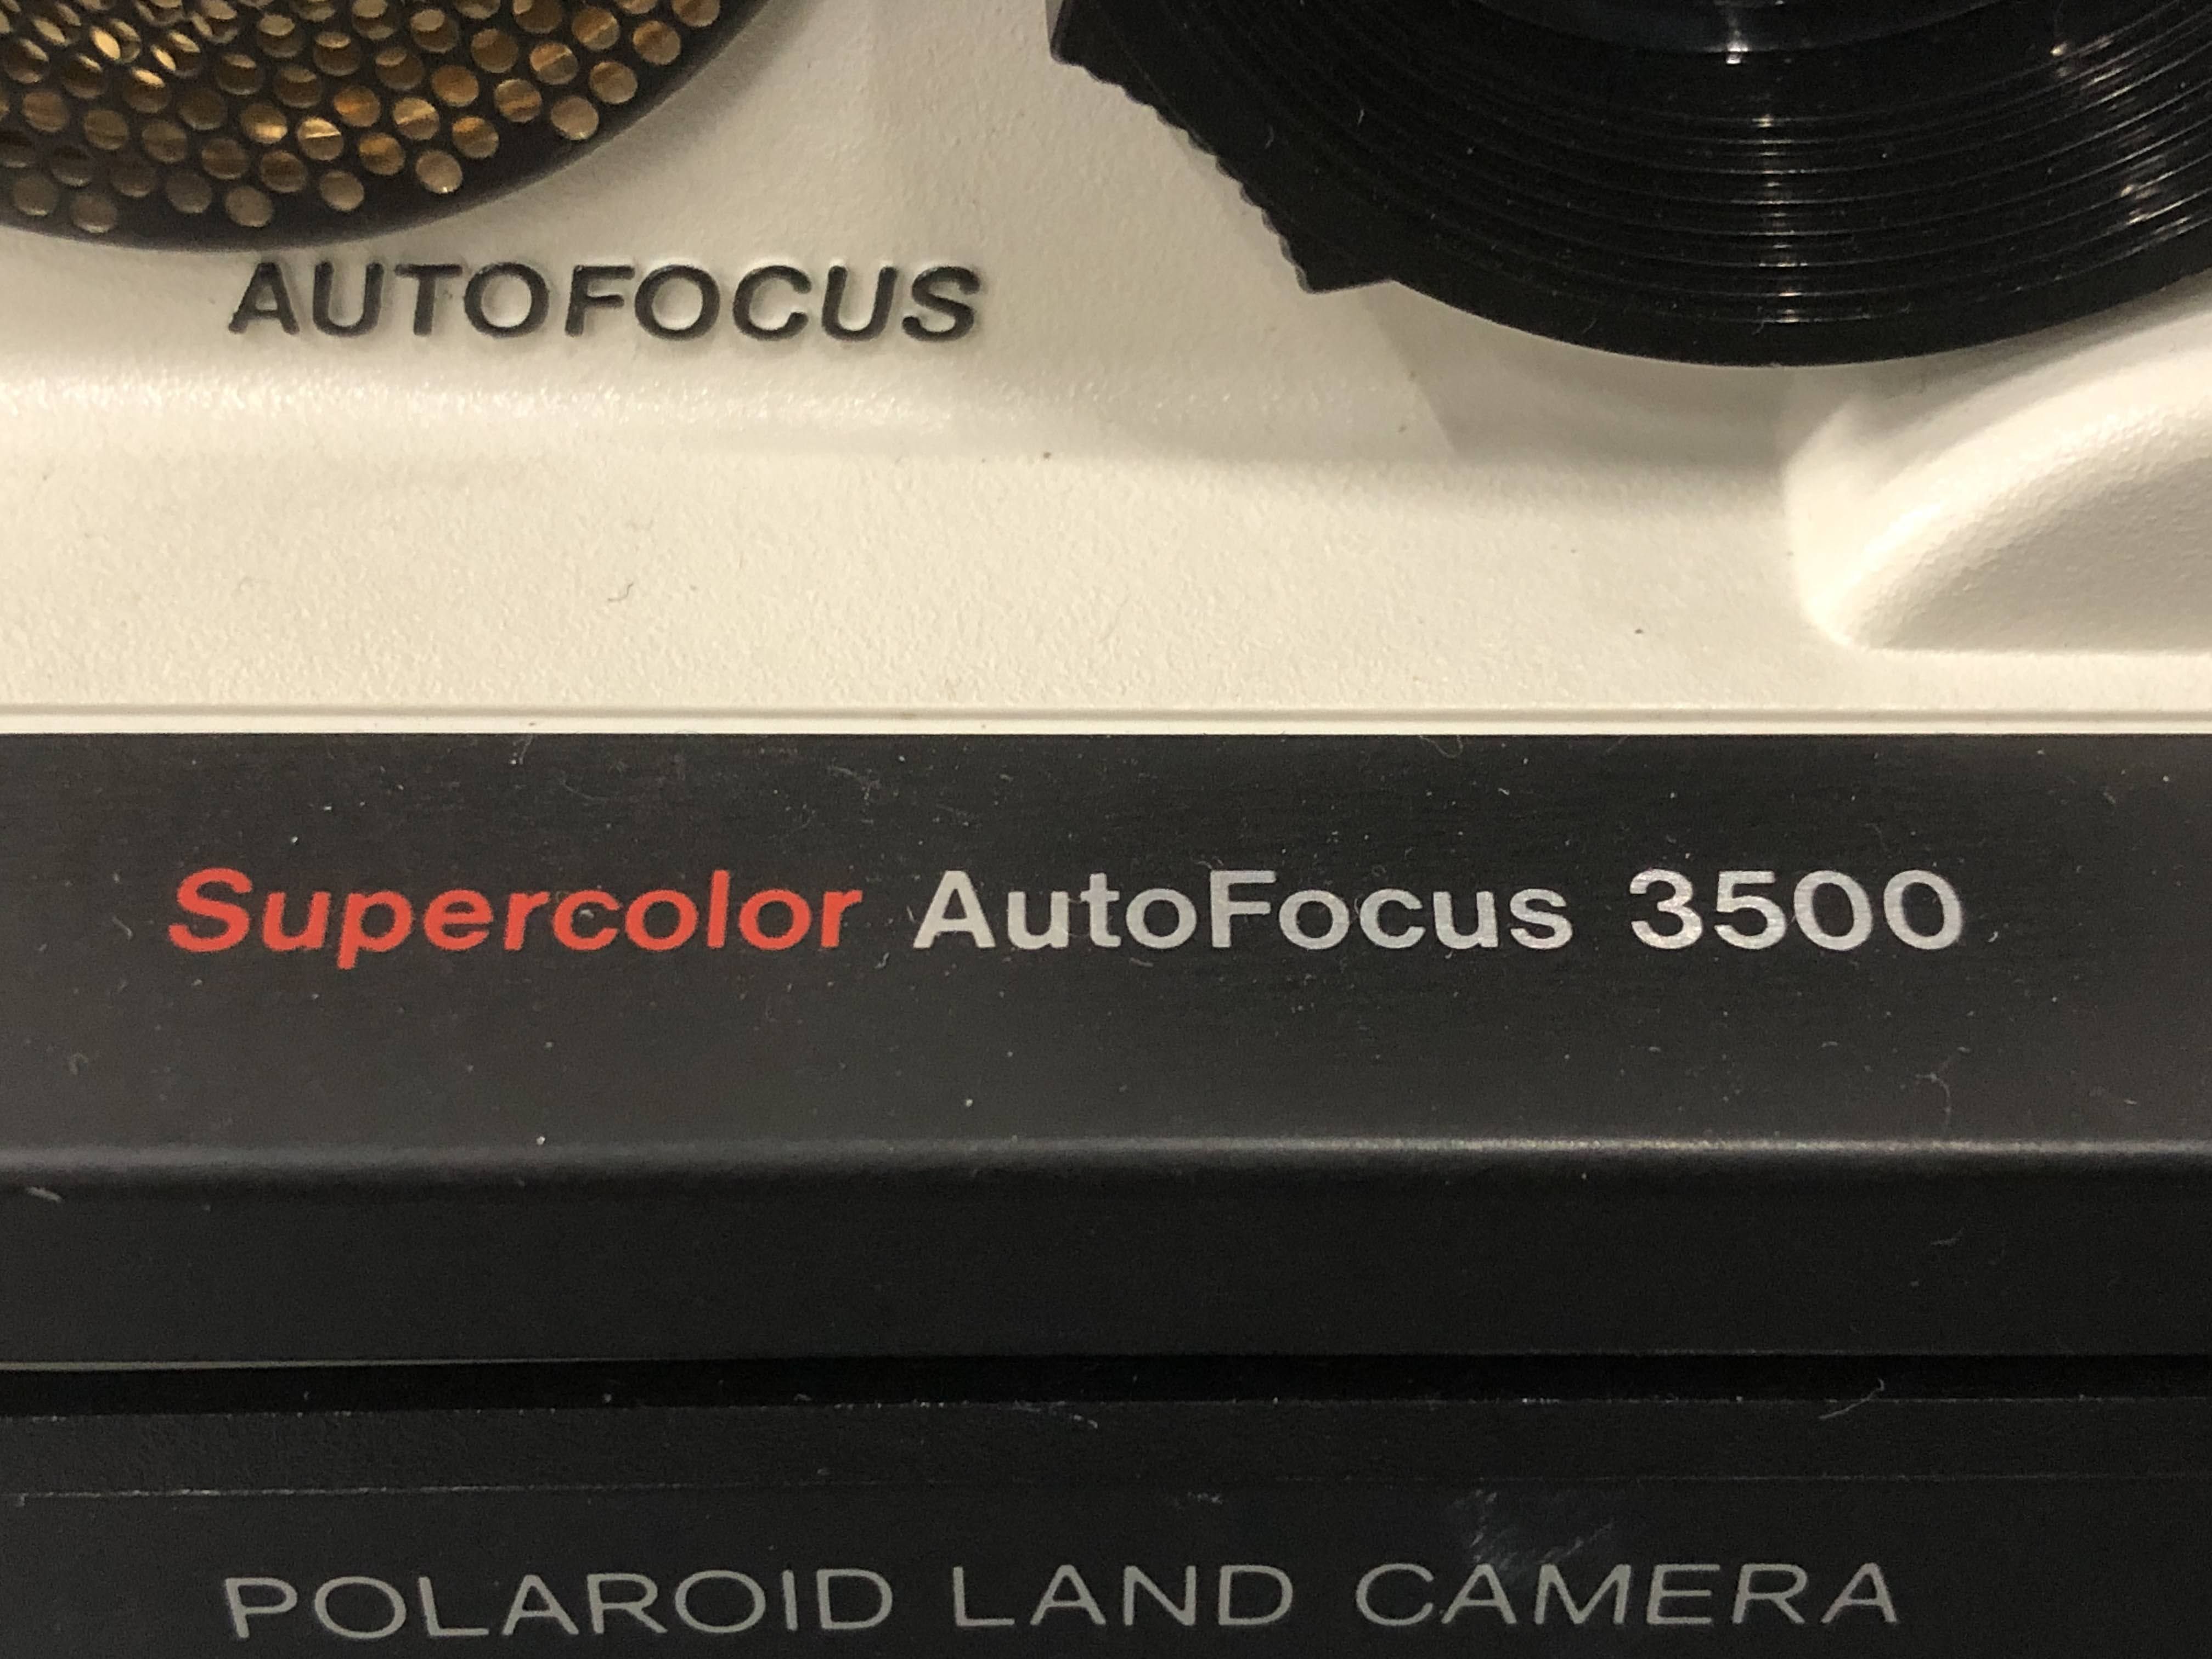 AUTOFOCUS
Supercolor AutoFocus 3500
POLAROID LAND CAMERA